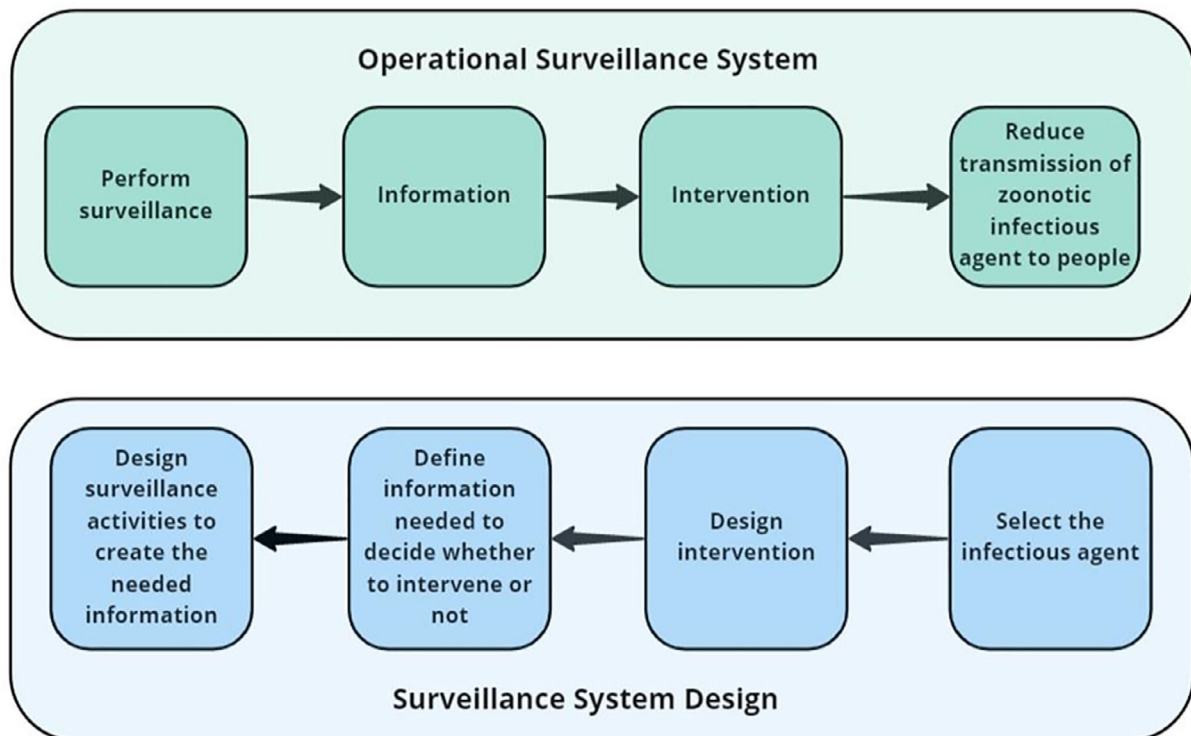 Operational Surveillance System
Perform
surveillance
Information
Intervention
Reduce
transmission of
zoonotic
infectious
agent to people
Design
surveillance
activities to
create the
needed
information
Define
information
needed to
decide whether
to intervene or
not
Design
intervention
Select the
infectious agent
Surveillance System Design